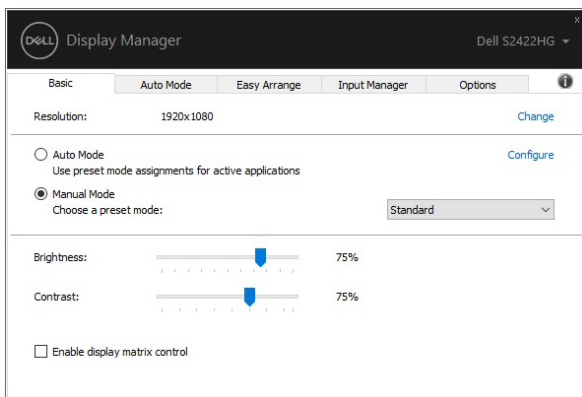 x
DELL Display Manager Dell S2422HG
Basic Auto Mode Easy Arrange Input Manager Options i
Resolution: 1920x1080 Change
Auto Mode Configure
Use preset mode assignments for active applications
Manual Mode
Choose a preset mode: Standard
Brightness: 75%
Contrast: 75%
Enable display matrix control